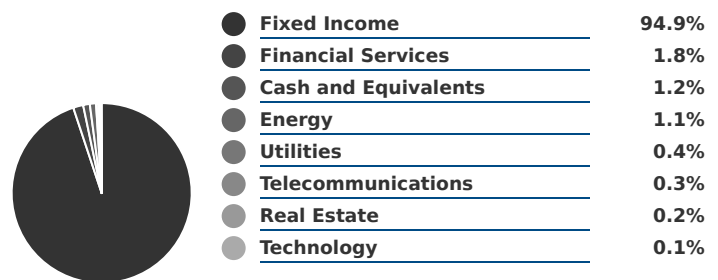 Fixed Income 94.9%
Financial Services 1.8%
Cash and Equivalents 1.2%
Energy 1.1%
Utilities 0.4%
Telecommunications 0.3%
Real Estate 0.2%
Technology 0.1%